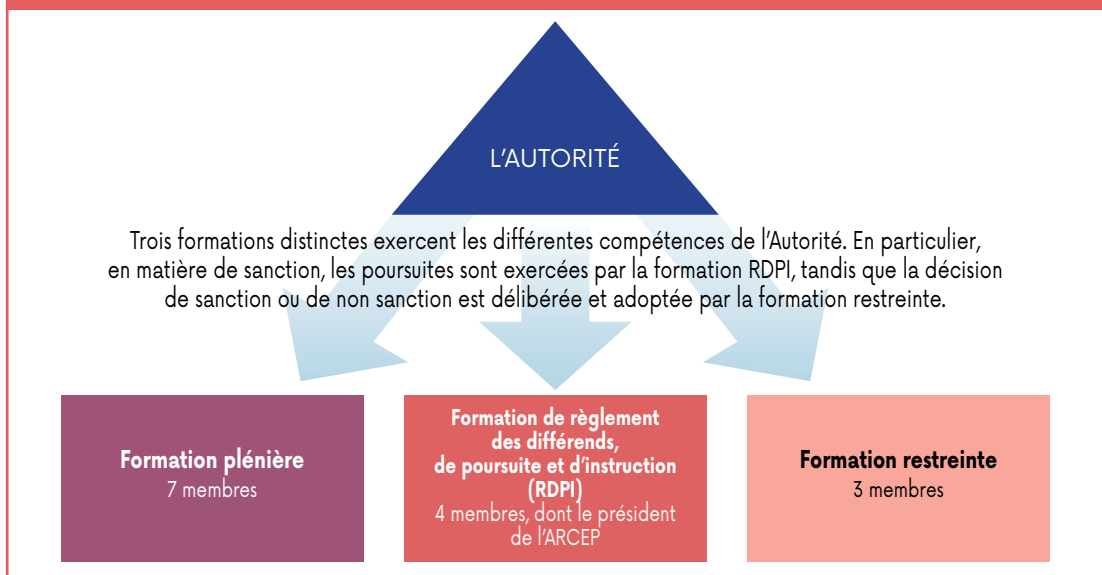 L'AUTORITÉ
Trois formations distinctes exercent les différentes compétences de l'Autorité. En particulier,
en matière de sanction, les poursuites sont exercées par la formation RDPI, tandis que la décision
de sanction ou de non sanction est délibérée et adoptée par la formation restreinte.
Formation plénière
7 membres
Formation de règlement
des différends,
de poursuite et d'instruction
(RDPI)
4 membres, dont le président
de l'ARCEP
Formation restreinte
3 membres